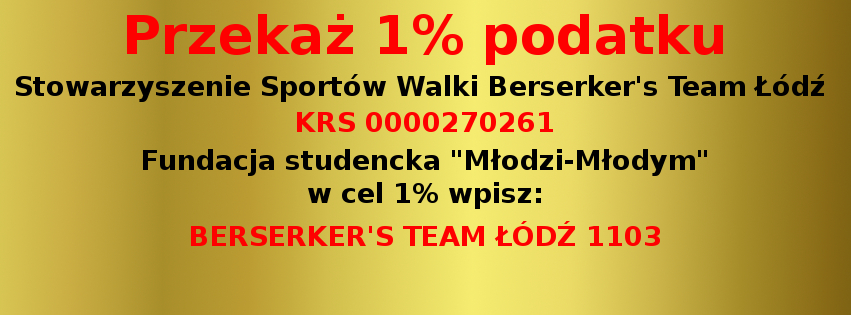 Przekaż 1% podatku
Stowarzyszenie Sportów Walki Berserker's Team Łódź
KRS 0000270261
Fundacja studencka "Młodzi-Młodym"
w cel 1% wpisz:
BERSERKER'S TEAM ŁÓDŹ 1103